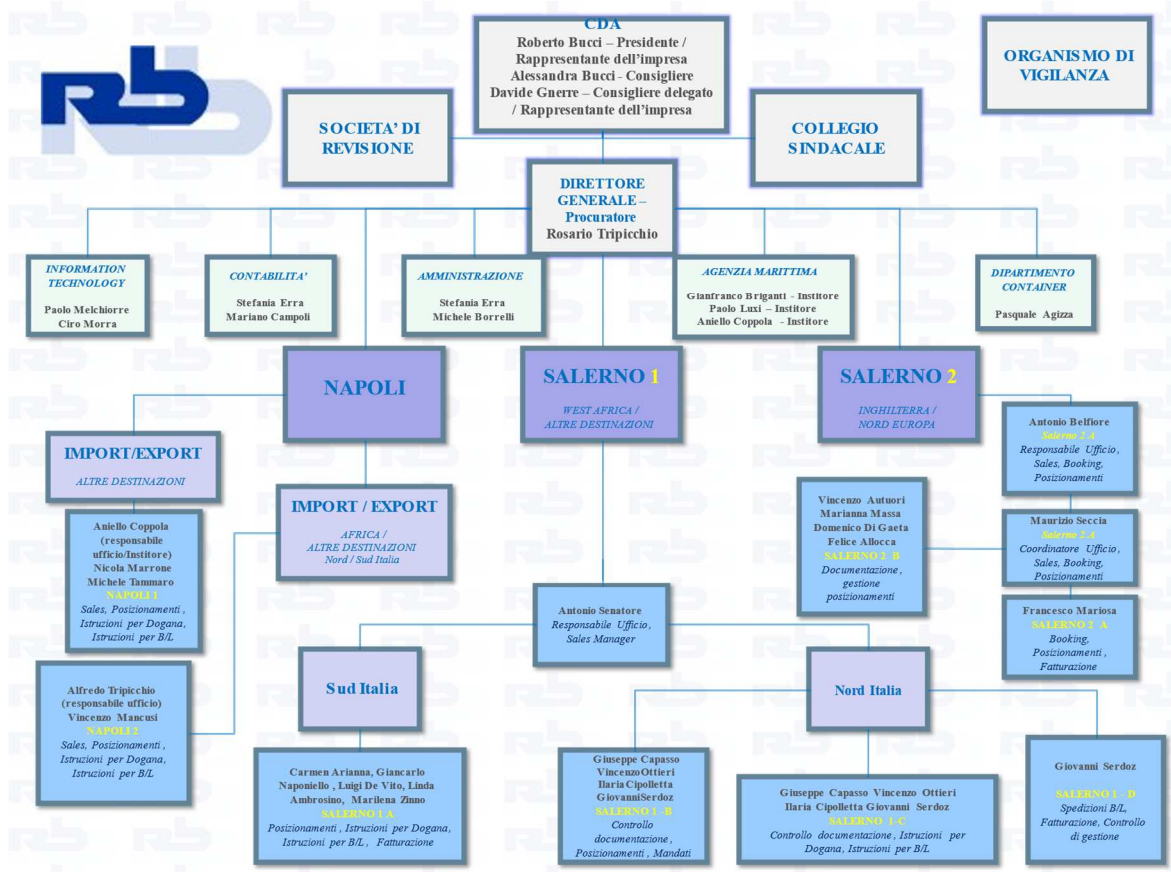 Rb
CDA
Roberto Bucci – Presidente /
Rappresentante dell’impresa
Alessandra Bucci - Consigliere
Davide Gnerre – Consigliere delegato
/ Rappresentante dell’impresa
ORGANISMO DI
VIGILANZA
SOCIETA’ DI
REVISIONE
COLLEGIO
SINDACALE
DIRETTORE
GENERALE –
Procuratore
Rosario Tripicchio
INFORMATION
TECHNOLOGY
Paolo Melchiorre
Ciro Morra
CONTABILITA’
Stefania Erra
Mariano Campoli
AMMINISTRAZIONE
Stefania Erra
Michele Borrelli
AGENZIA MARITTIMA
Gianfranco Briganti - Institore
Paolo Luxi – Institore
Aniello Coppola - Institore
DIPARTIMENTO
CONTAINER
Pasquale Agizza
NAPOLI
SALERNO 1
WEST AFRICA /
ALTRE DESTINAZIONI
SALERNO 2
INGHILTERRA /
NORD EUROPA
IMPORT/EXPORT
ALTRE DESTINAZIONI
Aniello Coppola
(responsabile
ufficio/Institore)
Nicola Marrone
Michele Tammaro
NAPOLI 1
Sales, Posizionamenti ,
Istruzioni per Dogana,
Istruzioni per B/L
IMPORT / EXPORT
AFRICA /
ALTRE DESTINAZIONI
Nord / Sud Italia
Alfredo Tripicchio
(responsabile ufficio)
Vincenzo Mancusi
NAPOLI 2
Sales, Posizionamenti ,
Istruzioni per Dogana,
Istruzioni per B/L
Antonio Belfiore
Salerno 2 A
Responsabile Ufficio ,
Sales, Booking,
Posizionamenti
Vincenzo Autuori
Marianna Massa
Domenico Di Gaeta
Felice Allocca
SALERNO 2 B
Documentazione ,
gestione
posizionamenti
Maurizio Seccia
Salerno 2 A
Coordinatore Ufficio ,
Sales, Booking,
Posizionamenti
Francesco Mariosa
SALERNO 2 A
Booking,
Posizionamenti ,
Fatturazione
Antonio Senatore
Responsabile Ufficio ,
Sales Manager
Sud Italia
Nord Italia
Carmen Arianna, Giancarlo
Naponiello , Luigi De Vito, Linda
Ambrosino, Marilena Zinno
SALERNO 1 A
Posizionamenti , Istruzioni per Dogana,
Istruzioni per B/L , Fatturazione
Giuseppe Capasso
VincenzoOttieri
IlariaCipolletta
GiovanniSerdoz
SALERNO 1 -B
Controllo
documentazione ,
Posizionamenti , Mandati
Giuseppe Capasso Vincenzo Ottieri
Ilaria Cipolletta Giovanni Serdoz
SALERNO 1-C
Controllo documentazione , Istruzioni per
Dogana , Istruzioni per B/L
Giovanni Serdoz
SALERNO 1 - D
Spedizioni B/L,
Fatturazione, Controllo
di gestione